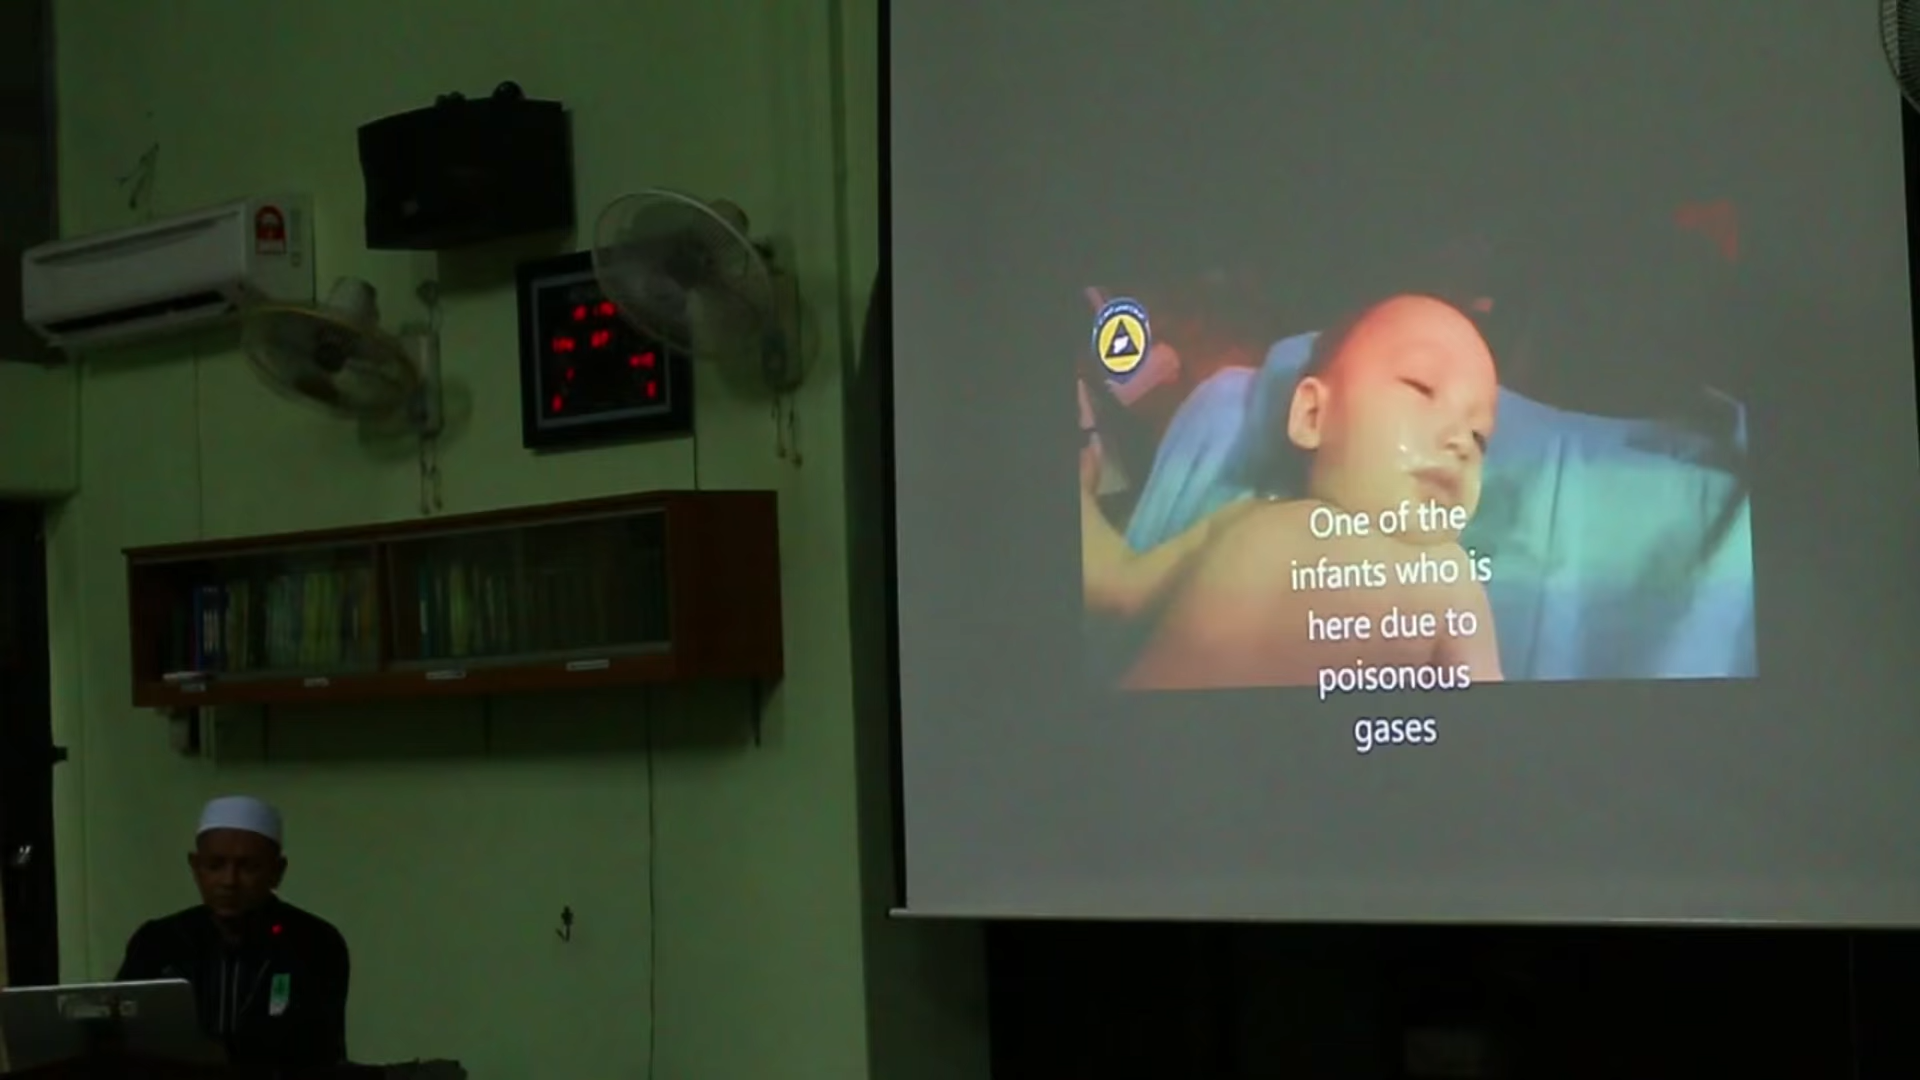 One of the
infants who is
here due to
poisonous
gases